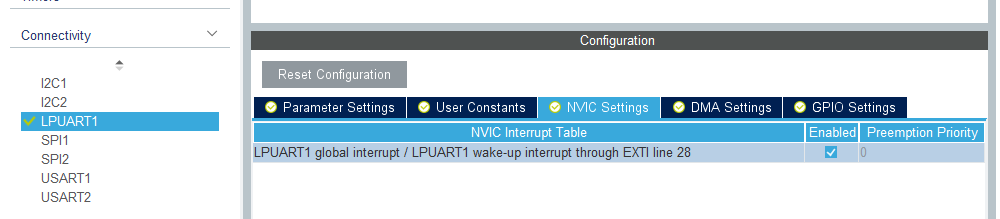 Connectivity
I2C1
I2C2
LPUART1
SPI1
SPI2
USART1
USART2
Configuration
Reset Configuration
Parameter Settings
User Constants
NVIC Settings
DMA Settings
GPIO Settings
NVIC Interrupt Table Enabled Preemption Priority
LPUART1 global interrupt / LPUART1 wake-up interrupt through EXTI line 28 0